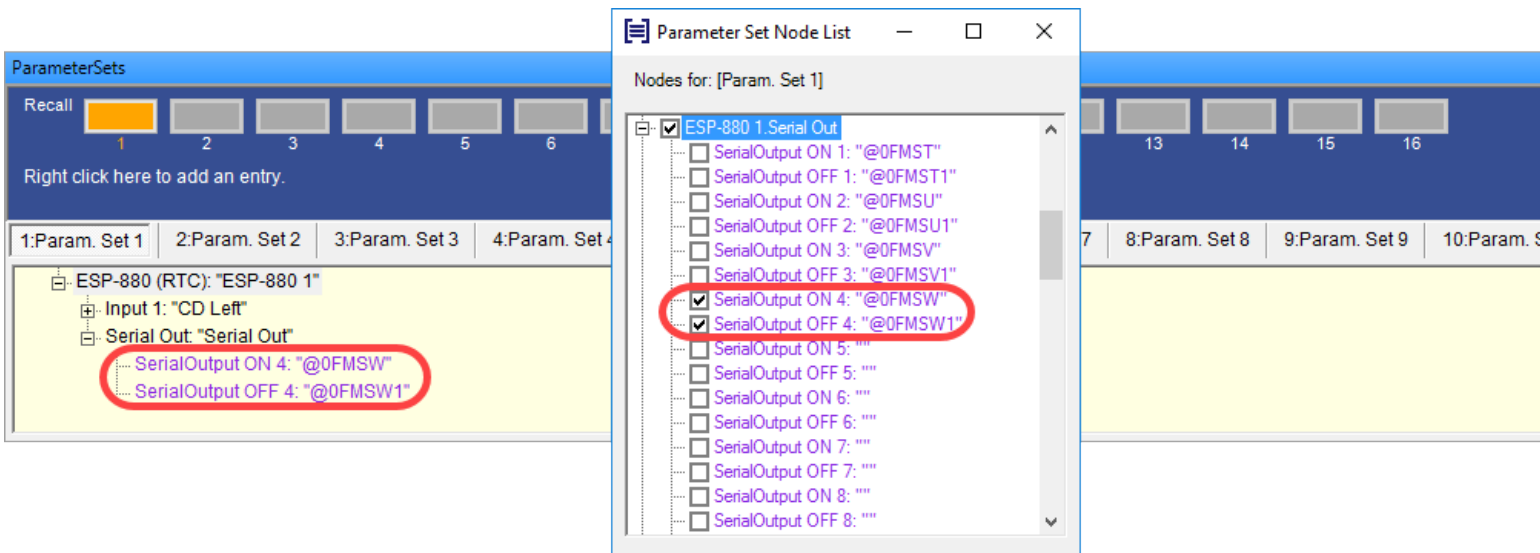 ParameterSets
Recall
1 2 3 4 5 6
13 14 15 16
Right click here to add an entry.
1:Param. Set 1 2:Param. Set 2 3:Param. Set 3 4:Param. Set 4
7 8:Param. Set 8 9:Param. Set 9 10:Param. S
ESP-880 (RTC): "ESP-880 1"
Input 1: "CD Left"
Serial Out: "Serial Out"
SerialOutput ON 4: "@0FMSW"
SerialOutput OFF 4: "@0FMSW1"
Parameter Set Node List
Nodes for: [Param. Set 1]
ESP-880 1.Serial Out
SerialOutput ON 1: "@0FMST"
SerialOutput OFF 1: "@0FMST1"
SerialOutput ON 2: "@0FMSU"
SerialOutput OFF 2: "@0FMSU1"
SerialOutput ON 3: "@0FMSV"
SerialOutput OFF 3: "@0FMSV1"
SerialOutput ON 4: "@0FMSW"
SerialOutput OFF 4: "@0FMSW1"
SerialOutput ON 5: ""
SerialOutput OFF 5: ""
SerialOutput ON 6: ""
SerialOutput OFF 6: ""
SerialOutput ON 7: ""
SerialOutput OFF 7: ""
SerialOutput ON 8: ""
SerialOutput OFF 8: ""